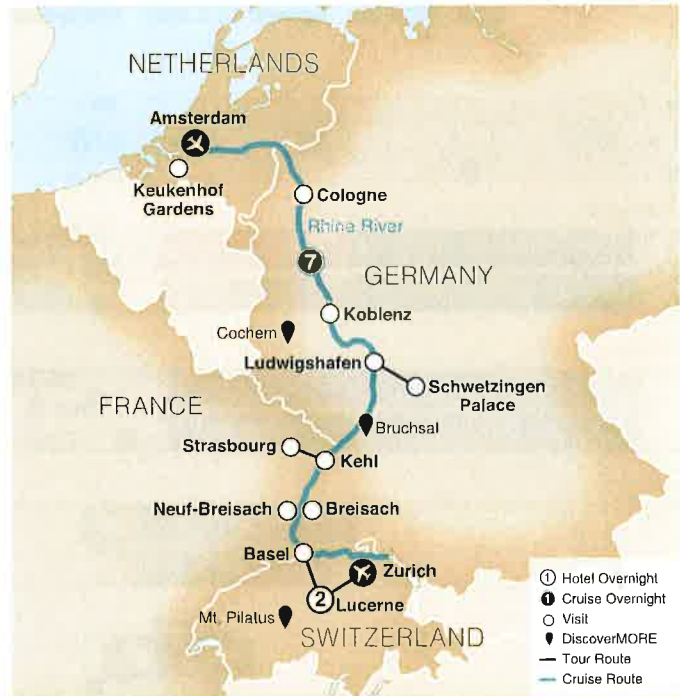 NETHERLANDS
Amsterdam
Keukenhof
Gardens
Cologne
Rhine River
7
GERMANY
Koblenz
Cochem
Ludwigshafen
Schwetzingen
Palace
FRANCE
Bruchsal
Strasbourg
Kehl
Neuf-Breisach
Breisach
Basel
Zurich
2
Lucerne
Mt. Pilatus
SWITZERLAND
1 Hotel Overnight
1 Cruise Overnight
Visit
DiscoverMORE
Tour Route
Cruise Route